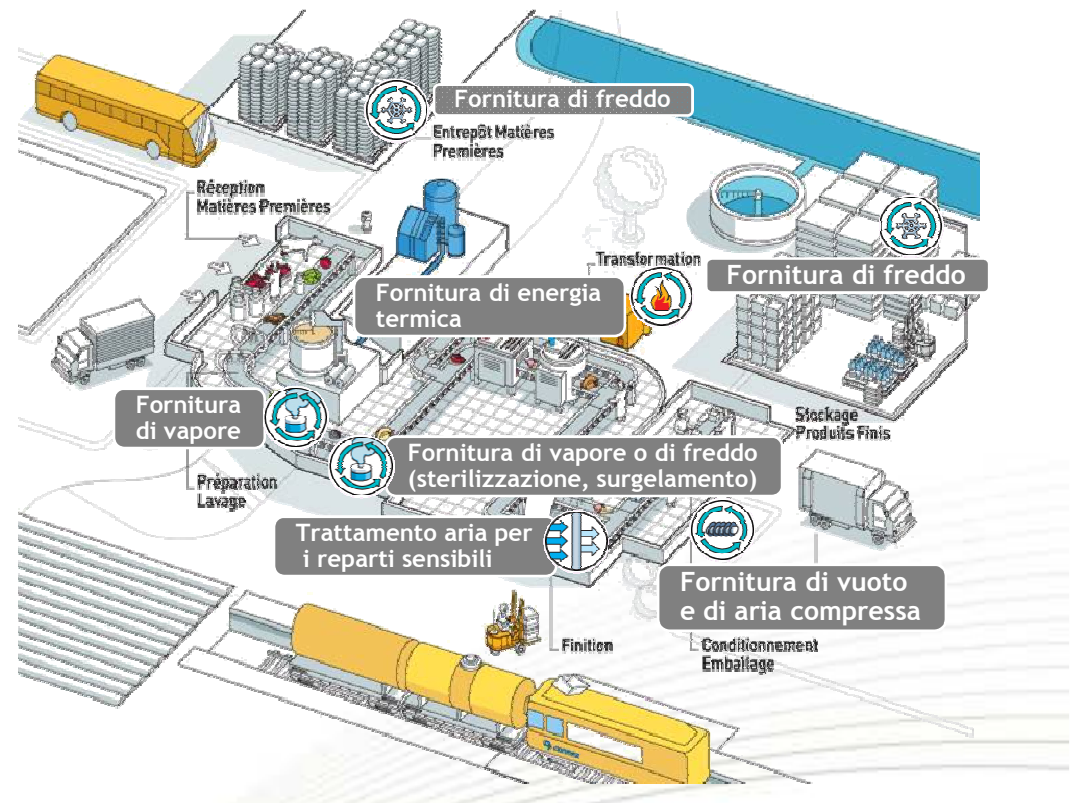 Fornitura di freddo
Entrepôt Matières
Premières
Réception
Matières Premières
Transformation
Fornitura di freddo
Fornitura di energia
termica
Fornitura
di vapore
Stockage
Produits Finis
Fornitura di vapore o di freddo
(sterilizzazione, surgelamento)
Préparation
Lavage
Trattamento aria per
i reparti sensibili
Fornitura di vuoto
e di aria compressa
Finition
Conditionnement
Emballage